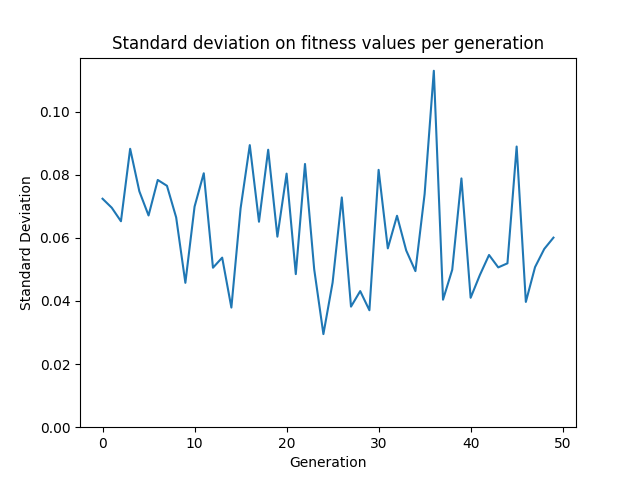 Standard deviation on fitness values per generation
Standard Deviation
0.10
0.08
0.06
0.04
0.02
0.00
0 10 20 30 40 50
Generation